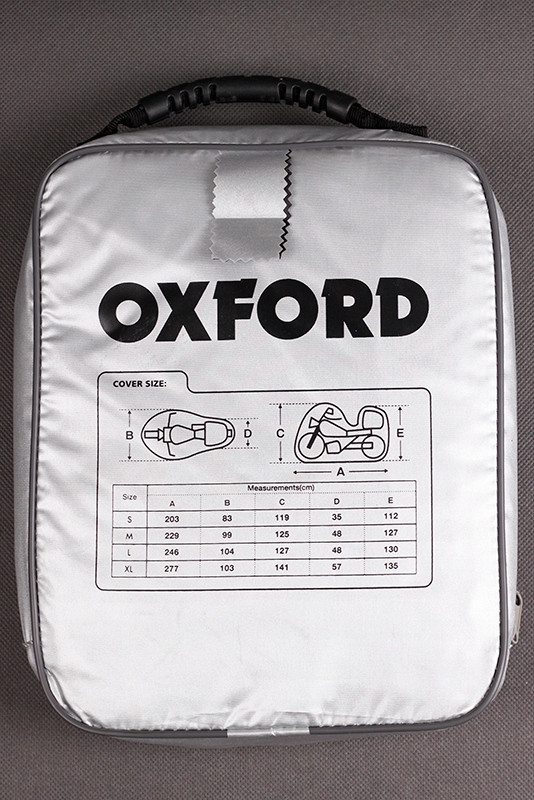 OXFORD
COVER SIZE:
B D C E
A
Size Measurements(cm)
A B C D E
S 203 83 119 35 112
M 229 99 125 48 127
L 246 104 127 48 130
XL 277 103 141 57 135